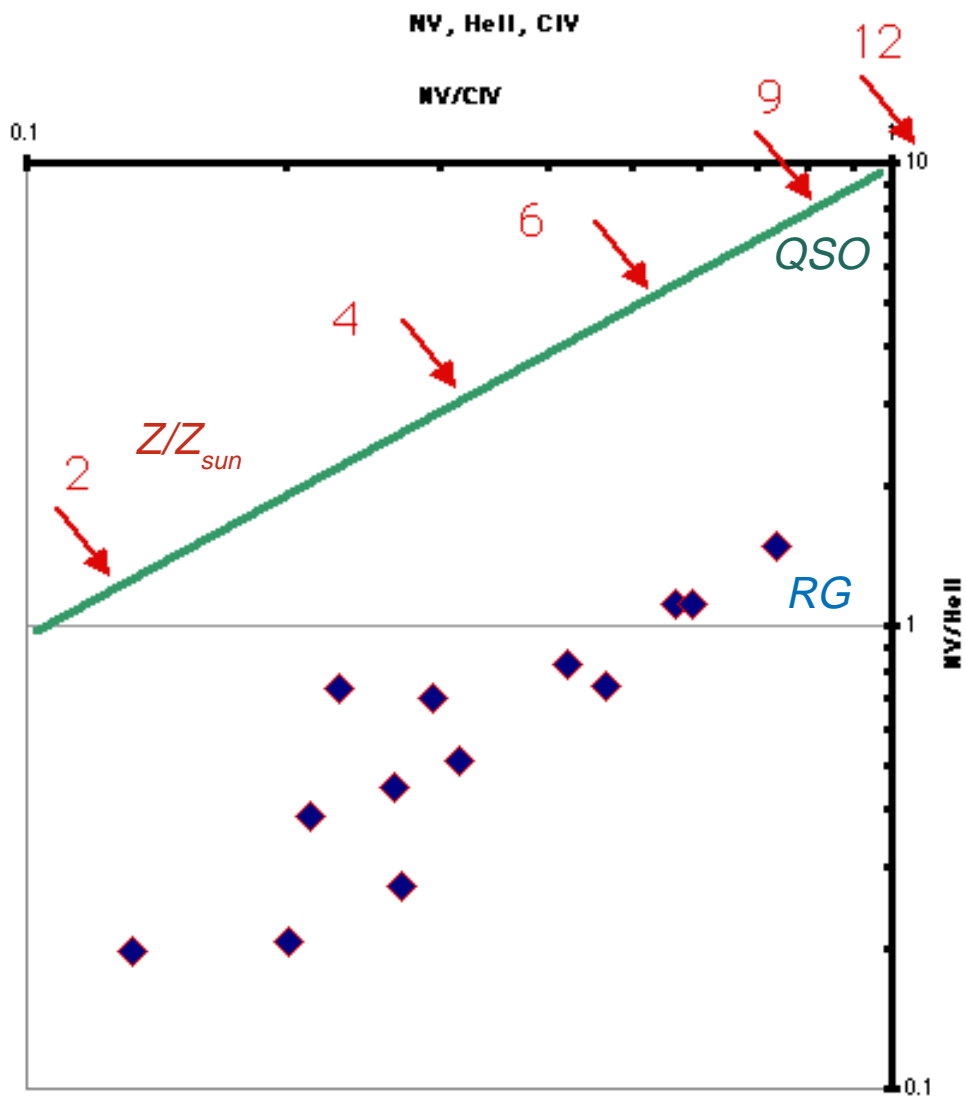 NV, HeII, CIV
12
NV/CIV
9
0.1
1
10
6
QSO
4
Z/Zsun
2
RG
1
NV/HeII
0.1